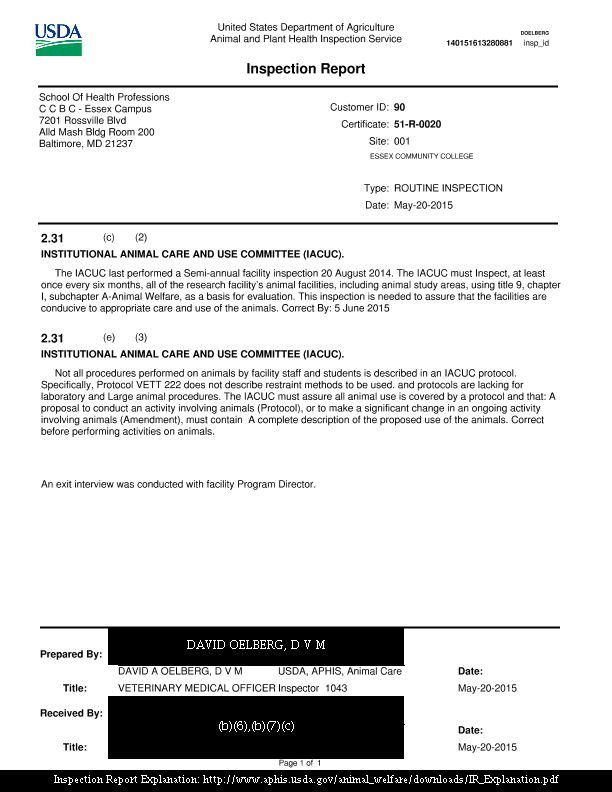 USDA
United States Department of Agriculture
Animal and Plant Health Inspection Service
DOELBERG
140151613280881 insp_id
Inspection Report
School Of Health Professions
C C B C - Essex Campus
7201 Rossville Blvd
Alld Mash Bldg Room 200
Baltimore, MD 21237
Customer ID: 90
Certificate: 51-R-0020
Site: 001
ESSEX COMMUNITY COLLEGE
Type: ROUTINE INSPECTION
Date: May-20-2015
2.31 (c) (2)
INSTITUTIONAL ANIMAL CARE AND USE COMMITTEE (IACUC).
The IACUC last performed a Semi-annual facility inspection 20 August 2014. The IACUC must Inspect, at least
once every six months, all of the research facility's animal facilities, including animal study areas, using title 9, chapter
I, subchapter A-Animal Welfare, as a basis for evaluation. This inspection is needed to assure that the facilities are
conducive to appropriate care and use of the animals. Correct By: 5 June 2015
2.31 (e) (3)
INSTITUTIONAL ANIMAL CARE AND USE COMMITTEE (IACUC).
Not all procedures performed on animals by facility staff and students is described in an IACUC protocol.
Specifically, Protocol VETT 222 does not describe restraint methods to be used. and protocols are lacking for
laboratory and Large animal procedures. The IACUC must assure all animal use is covered by a protocol and that: A
proposal to conduct an activity involving animals (Protocol), or to make a significant change in an ongoing activity
involving animals (Amendment), must contain A complete description of the proposed use of the animals. Correct
before performing activities on animals.
An exit interview was conducted with facility Program Director.
DAVID OELBERG, D V M
Prepared By:
DAVID A OELBERG, D V M USDA, APHIS, Animal Care Date:
Title: VETERINARY MEDICAL OFFICER Inspector 1043 May-20-2015
Received By:
(b)(6),(b)(7)(c)
Date:
Title: May-20-2015
Page 1 of 1
Inspection Report Explanation: http://www.aphis.usda.gov/animal_welfare/downloads/IR_Explanation.pdf